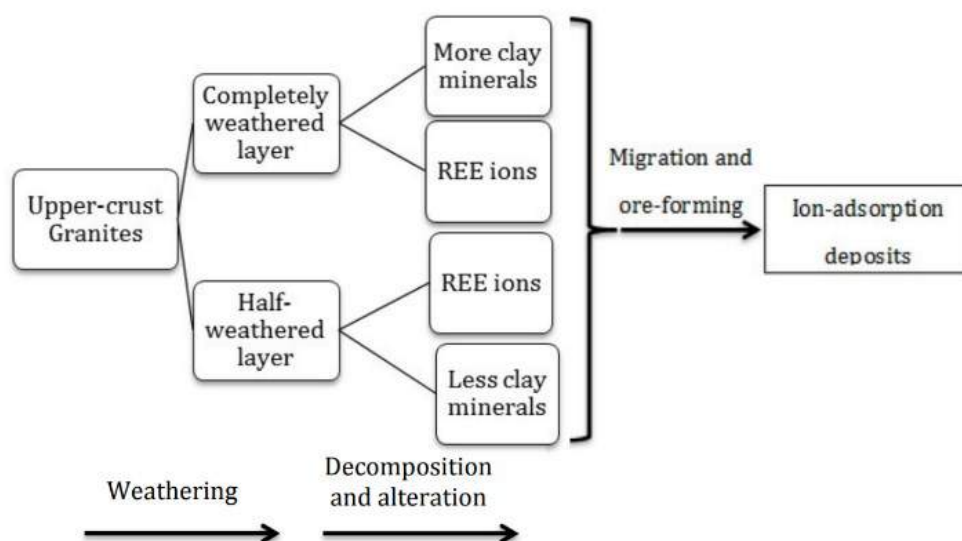 Upper-crust
Granites
Completely
weathered
layer
Half-
weathered
layer
More clay
minerals
REE ions
REE ions
Less clay
minerals
Migration and
ore-forming
Ion-adsorption
deposits
Weathering
Decomposition
and alteration